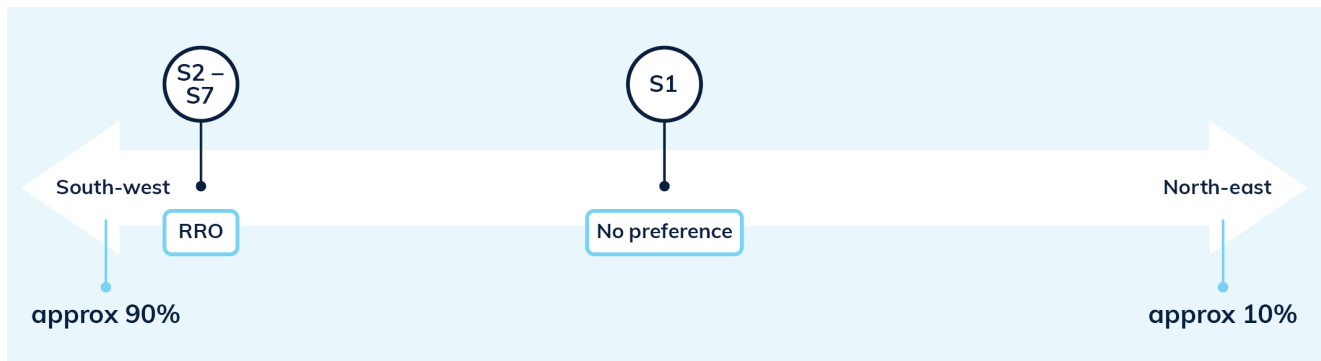 S2 –
S7
S1
South-west
North-east
RRO
No preference
approx 90%
approx 10%